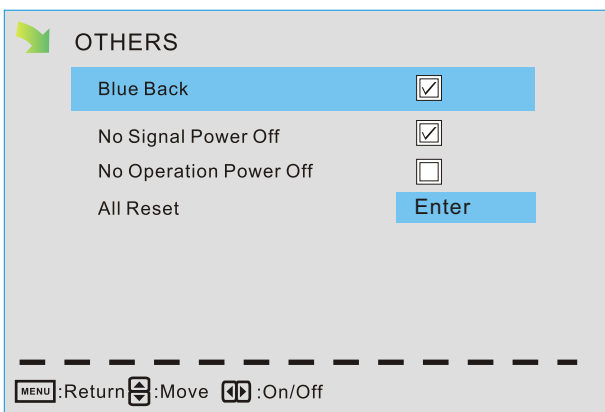 OTHERS
Blue Back
No Signal Power Off
No Operation Power Off
All Reset Enter
MENU :Return :Move :On/Off